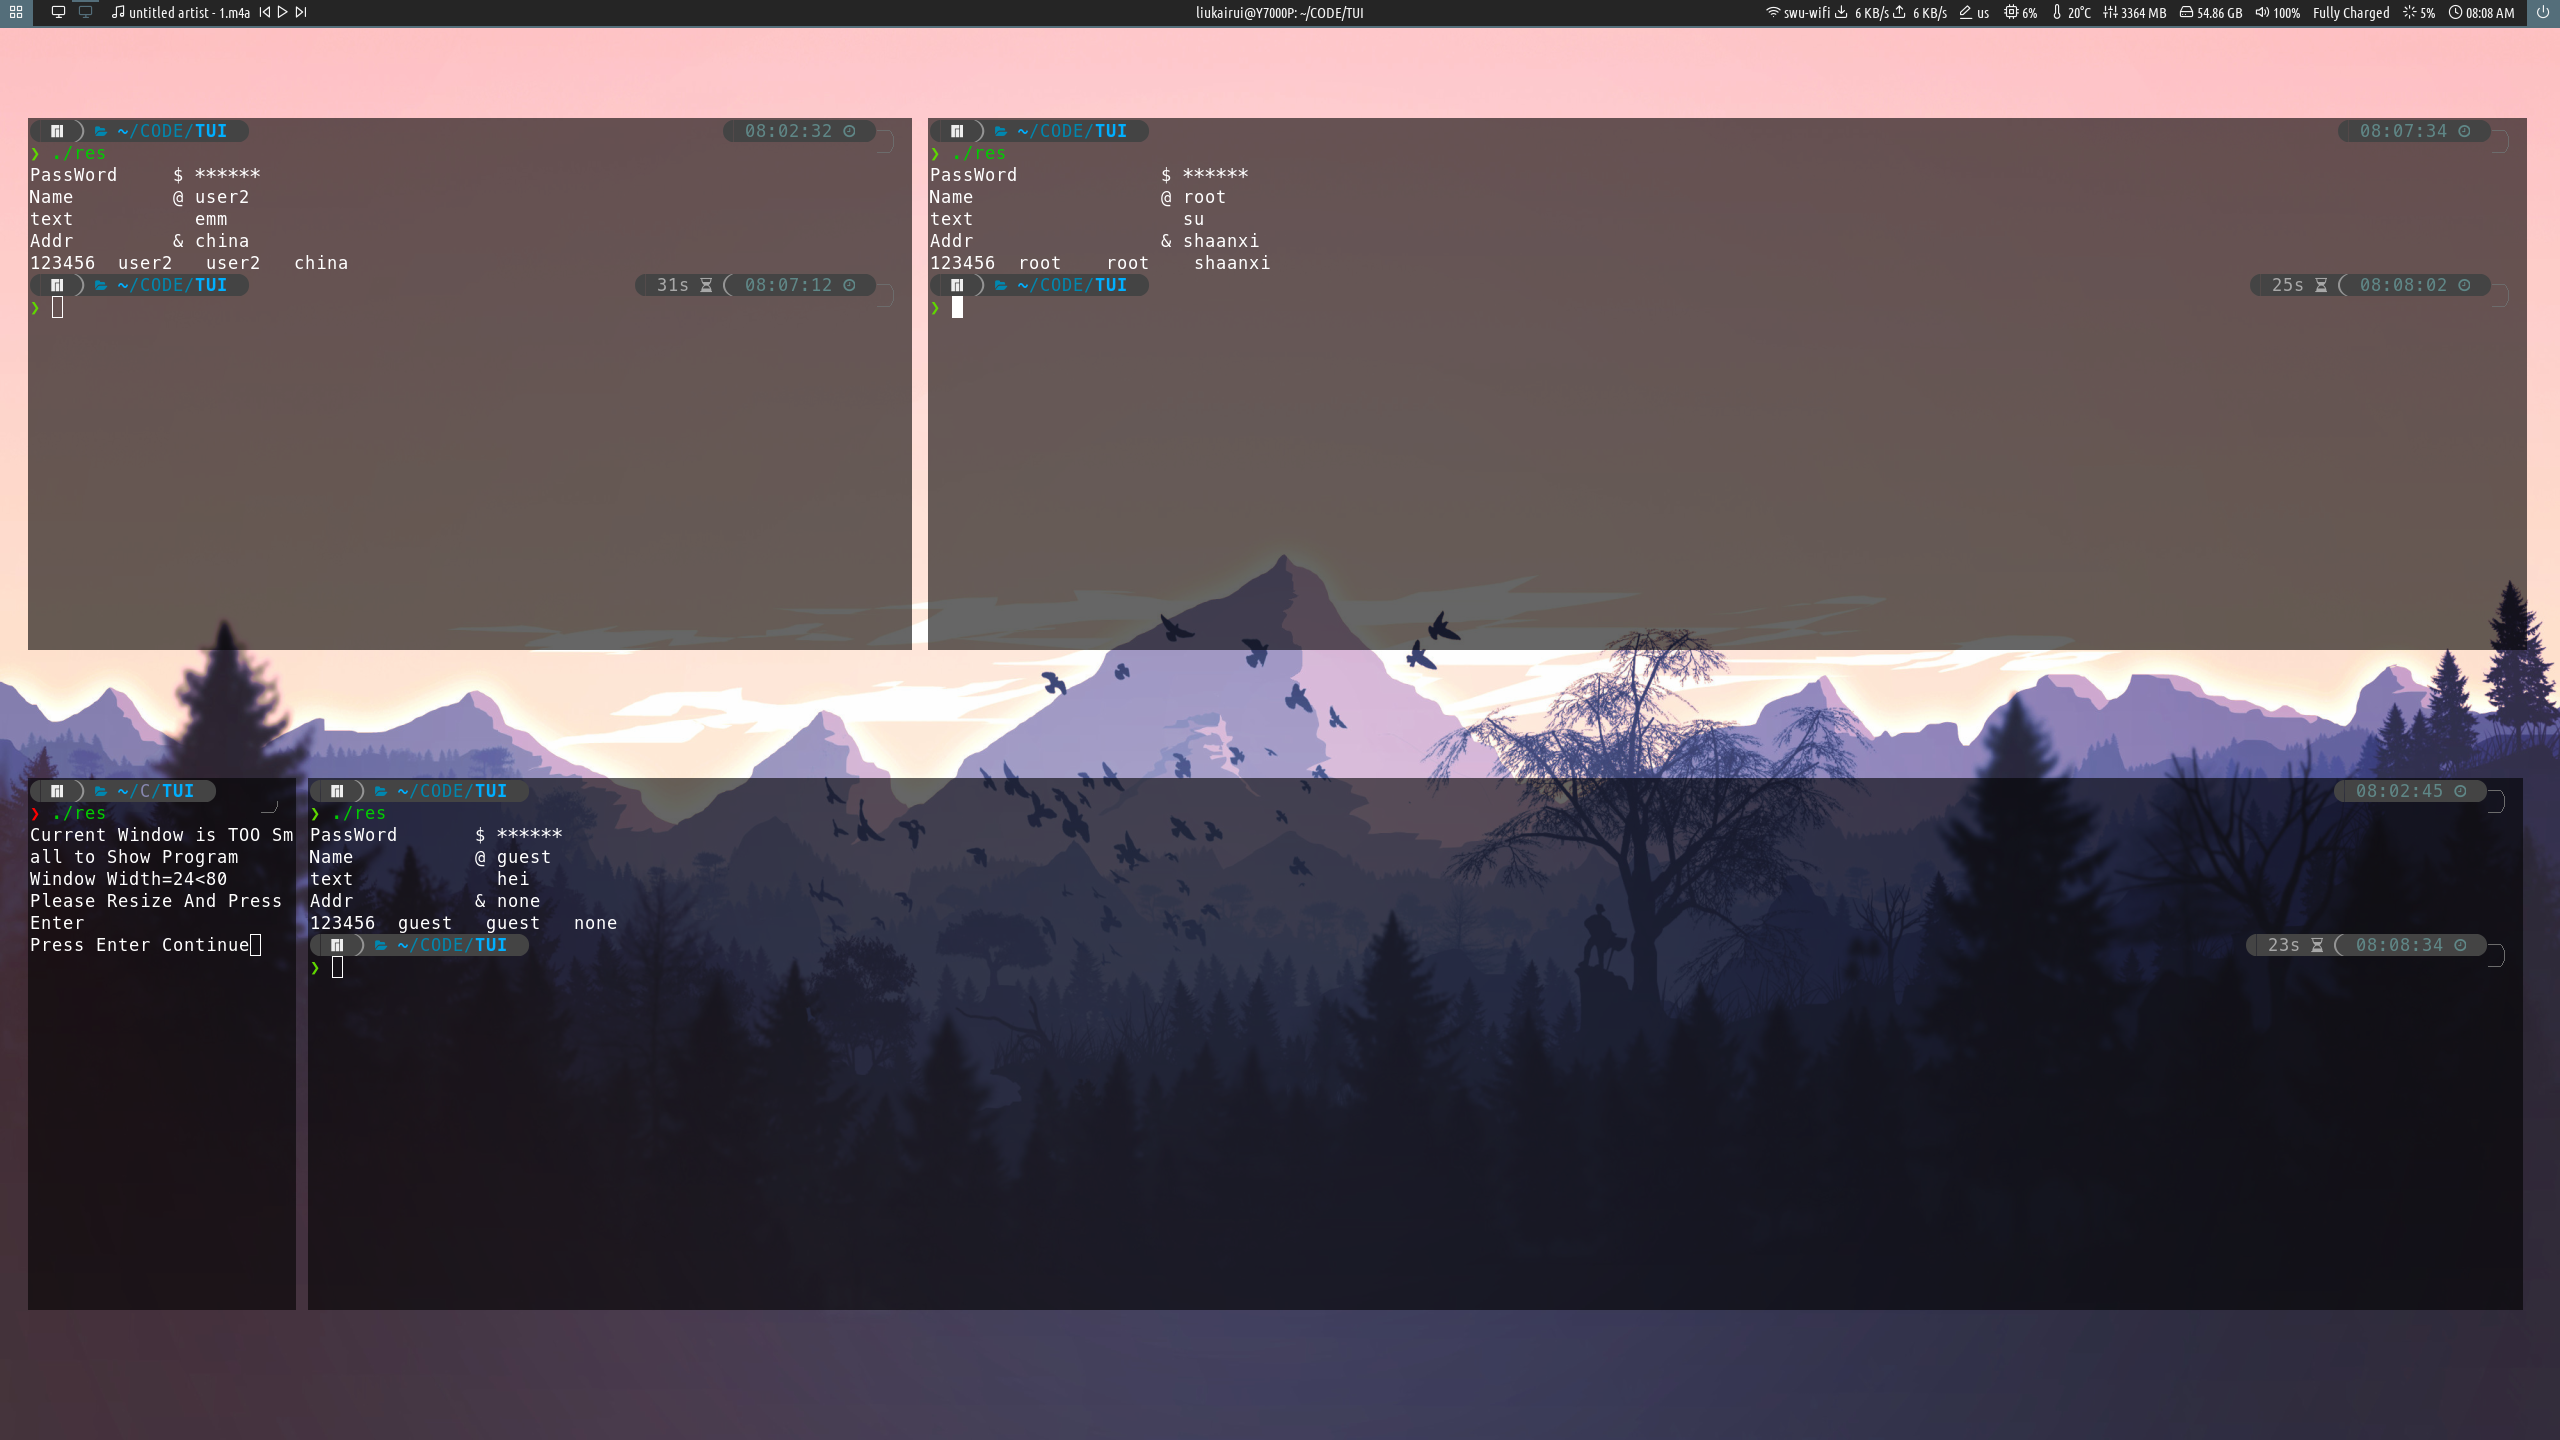 untitled artist - 1.m4a
liukairui@Y7000P: ~/CODE/TUI
swu-wifi 6 KB/s 6 KB/s us 6% 20°C 3364 MB 54.86 GB 100% Fully Charged 5% 08:08 AM
~/CODE/TUI 08:02:32
❯ ./res
PassWord $ ******
Name @ user2
text emm
Addr & china
123456 user2 user2 china
~/CODE/TUI 31s 08:07:12
❯
~/CODE/TUI 08:07:34
❯ ./res
PassWord $ ******
Name @ root
text su
Addr & shaanxi
123456 root root shaanxi
~/CODE/TUI 25s 08:08:02
❯
~/C/TUI
❯ ./res
Current Window is TOO Sm
all to Show Program
Window Width=24<80
Please Resize And Press
Enter
Press Enter Continue
~/CODE/TUI 08:02:45
❯ ./res
PassWord $ ******
Name @ guest
text hei
Addr & none
123456 guest guest none
~/CODE/TUI 23s 08:08:34
❯